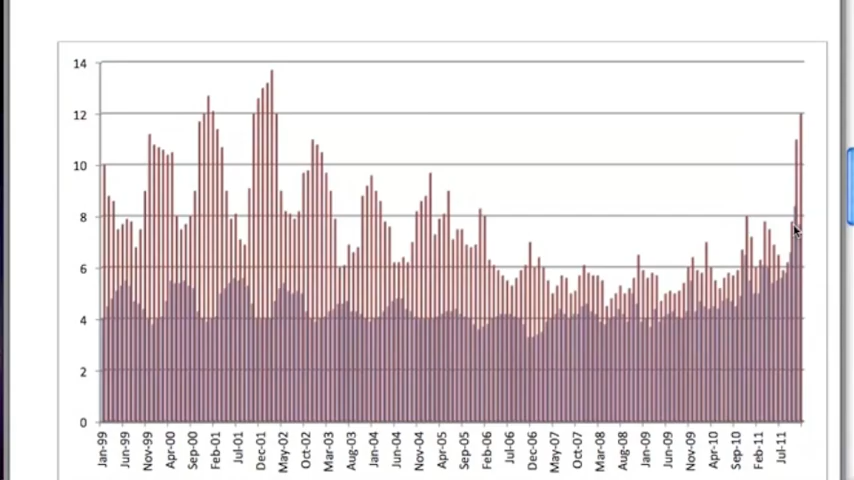 14
12
10
8
6
4
2
0
Jan-99
Jun-99
Nov-99
Apr-00
Sep-00
Feb-01
Jul-01
Dec-01
May-02
Oct-02
Mar-03
Aug-03
Jan-04
Jun-04
Nov-04
Apr-05
Sep-05
Feb-06
Jul-06
Dec-06
May-07
Oct-07
Mar-08
Aug-08
Jan-09
Jun-09
Nov-09
Apr-10
Sep-10
Feb-11
Jul-11